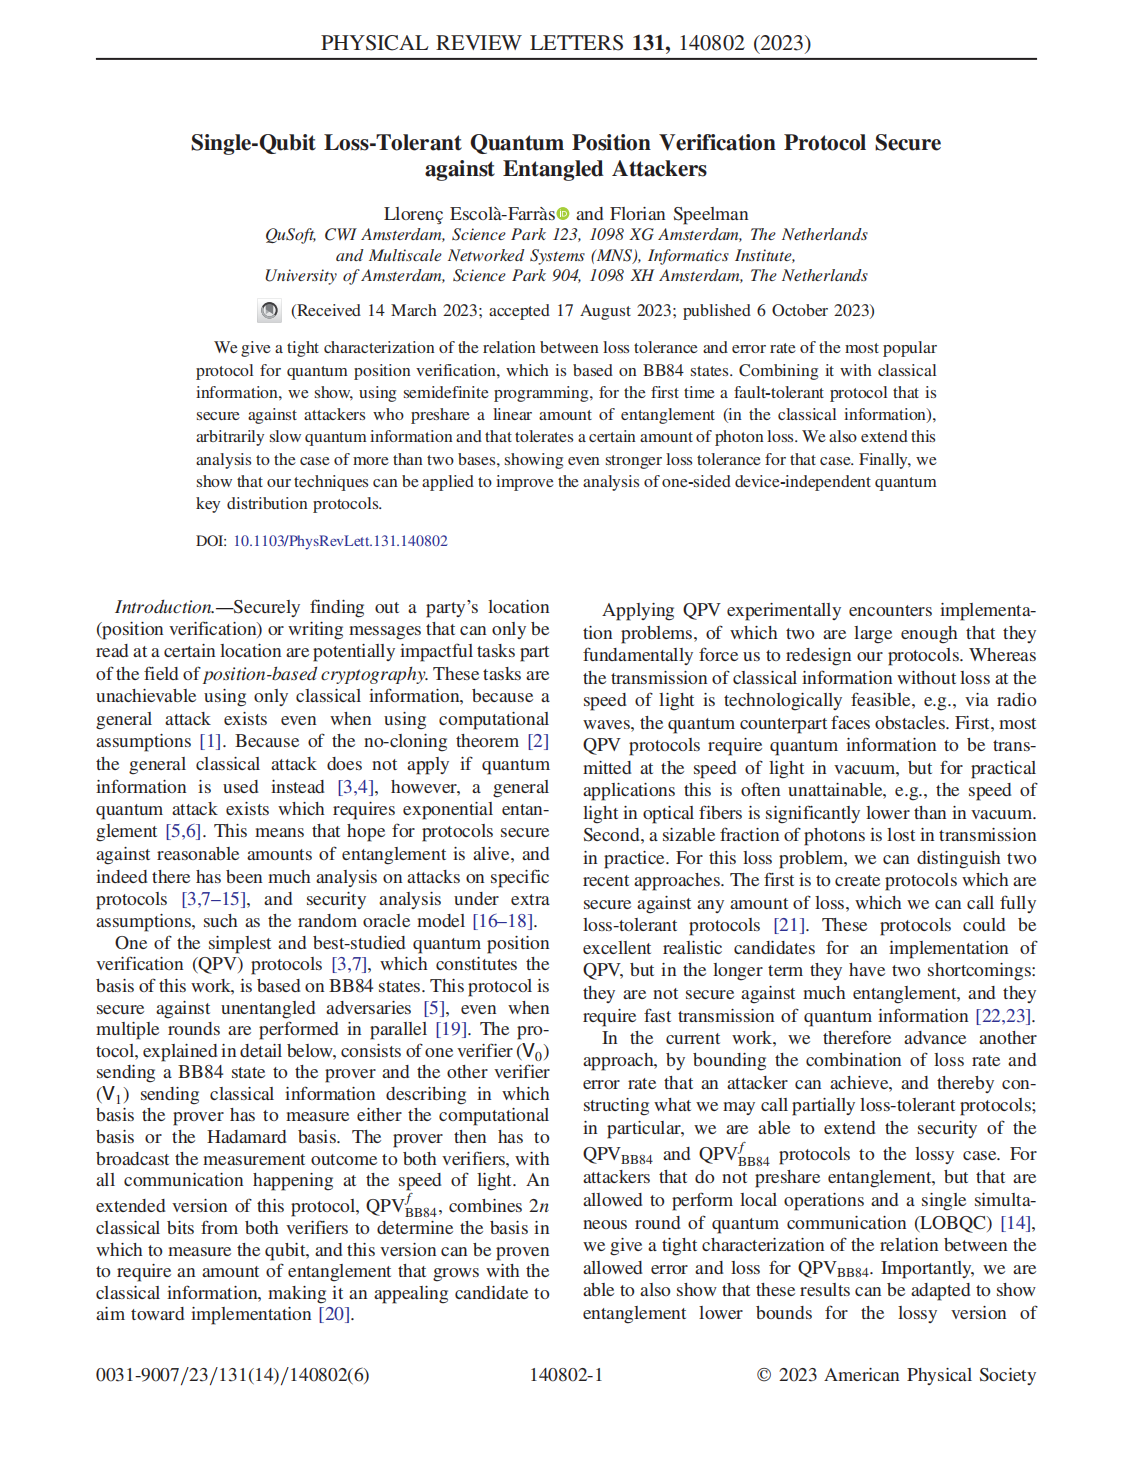 PHYSICAL REVIEW LETTERS 131, 140802 (2023)
Single-Qubit Loss-Tolerant Quantum Position Verification Protocol Secure
against Entangled Attackers
Llorenç Escolà-Farràs and Florian Speelman
QuSoft, CWI Amsterdam, Science Park 123, 1098 XG Amsterdam, The Netherlands
and Multiscale Networked Systems (MNS), Informatics Institute,
University of Amsterdam, Science Park 904, 1098 XH Amsterdam, The Netherlands
(Received 14 March 2023; accepted 17 August 2023; published 6 October 2023)
We give a tight characterization of the relation between loss tolerance and error rate of the most popular
protocol for quantum position verification, which is based on BB84 states. Combining it with classical
information, we show, using semidefinite programming, for the first time a fault-tolerant protocol that is
secure against attackers who preshare a linear amount of entanglement (in the classical information),
arbitrarily slow quantum information and that tolerates a certain amount of photon loss. We also extend this
analysis to the case of more than two bases, showing even stronger loss tolerance for that case. Finally, we
show that our techniques can be applied to improve the analysis of one-sided device-independent quantum
key distribution protocols.
DOI: 10.1103/PhysRevLett.131.140802
Introduction.—Securely finding out a party's location
(position verification) or writing messages that can only be
read at a certain location are potentially impactful tasks part
of the field of position-based cryptography. These tasks are
unachievable using only classical information, because a
general attack exists even when using computational
assumptions [1]. Because of the no-cloning theorem [2]
the general classical attack does not apply if quantum
information is used instead [3,4], however, a general
quantum attack exists which requires exponential entan-
glement [5,6]. This means that hope for protocols secure
against reasonable amounts of entanglement is alive, and
indeed there has been much analysis on attacks on specific
protocols [3,7–15], and security analysis under extra
assumptions, such as the random oracle model [16–18].
One of the simplest and best-studied quantum position
verification (QPV) protocols [3,7], which constitutes the
basis of this work, is based on BB84 states. This protocol is
secure against unentangled adversaries [5], even when
multiple rounds are performed in parallel [19]. The pro-
tocol, explained in detail below, consists of one verifier (V0)
sending a BB84 state to the prover and the other verifier
(V1) sending classical information describing in which
basis the prover has to measure either the computational
basis or the Hadamard basis. The prover then has to
broadcast the measurement outcome to both verifiers, with
all communication happening at the speed of light. An
extended version of this protocol, QPV^f_BB84, combines 2n
classical bits from both verifiers to determine the basis in
which to measure the qubit, and this version can be proven
to require an amount of entanglement that grows with the
classical information, making it an appealing candidate to
aim toward implementation [20].
Applying QPV experimentally encounters implementa-
tion problems, of which two are large enough that they
fundamentally force us to redesign our protocols. Whereas
the transmission of classical information without loss at the
speed of light is technologically feasible, e.g., via radio
waves, the quantum counterpart faces obstacles. First, most
QPV protocols require quantum information to be trans-
mitted at the speed of light in vacuum, but for practical
applications this is often unattainable, e.g., the speed of
light in optical fibers is significantly lower than in vacuum.
Second, a sizable fraction of photons is lost in transmission
in practice. For this loss problem, we can distinguish two
recent approaches. The first is to create protocols which are
secure against any amount of loss, which we can call fully
loss-tolerant protocols [21]. These protocols could be
excellent realistic candidates for an implementation of
QPV, but in the longer term they have two shortcomings:
they are not secure against much entanglement, and they
require fast transmission of quantum information [22,23].
In the current work, we therefore advance another
approach, by bounding the combination of loss rate and
error rate that an attacker can achieve, and thereby con-
structing what we may call partially loss-tolerant protocols;
in particular, we are able to extend the security of the
QPV_BB84 and QPV^f_BB84 protocols to the lossy case. For
attackers that do not preshare entanglement, but that are
allowed to perform local operations and a single simulta-
neous round of quantum communication (LOBQC) [14],
we give a tight characterization of the relation between the
allowed error and loss for QPV_BB84. Importantly, we are
able to also show that these results can be adapted to show
entanglement lower bounds for the lossy version of
0031-9007/23/131(14)/140802(6)
140802-1
© 2023 American Physical Society